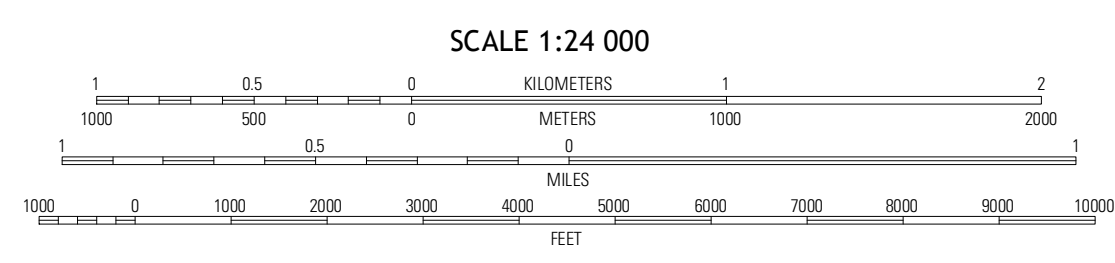 SCALE 1:24 000
1 0.5 0 KILOMETERS 1 2
1000 500 0 METERS 1000 2000
1 0.5 0 1
MILES
1000 0 1000 2000 3000 4000 5000 6000 7000 8000 9000 10000
FEET